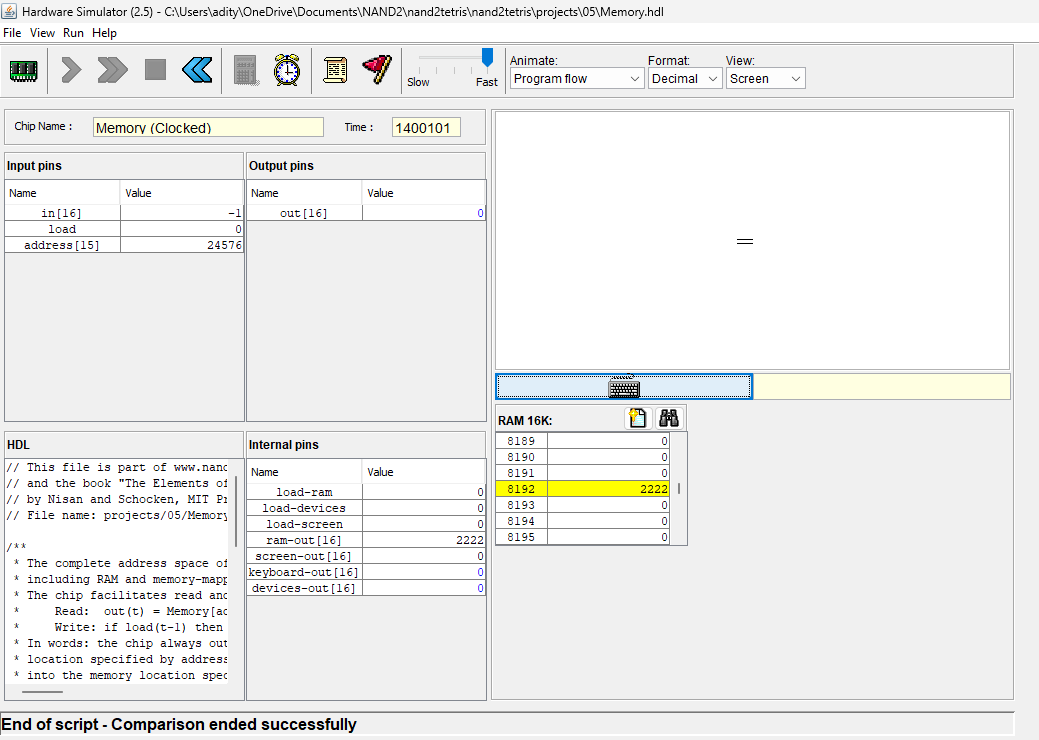 Hardware Simulator (2.5) - C:\Users\adity\OneDrive\Documents\NAND2\nand2tetris\nand2tetris\projects\05\Memory.hdl
File View Run Help
Slow Fast
Animate: Format: View:
Program flow Decimal Screen
Chip Name : Memory (Clocked) Time : 1400101
Input pins
Name Value
in[16] -1
load 0
address[15] 24576
Output pins
Name Value
out[16] 0
HDL
// This file is part of www.nand
// and the book "The Elements of
// by Nisan and Schocken, MIT Pr
// File name: projects/05/Memory
/**
* The complete address space of
* including RAM and memory-mapp
* The chip facilitates read and
* Read: out(t) = Memory[ad
* Write: if load(t-1) then
* In words: the chip always out
* location specified by address
* into the memory location spec
Internal pins
Name Value
load-ram 0
load-devices 0
load-screen 0
ram-out[16] 2222
screen-out[16] 0
keyboard-out[16] 0
devices-out[16] 0
RAM 16K:
8189 0
8190 0
8191 0
8192 2222
8193 0
8194 0
8195 0
End of script - Comparison ended successfully